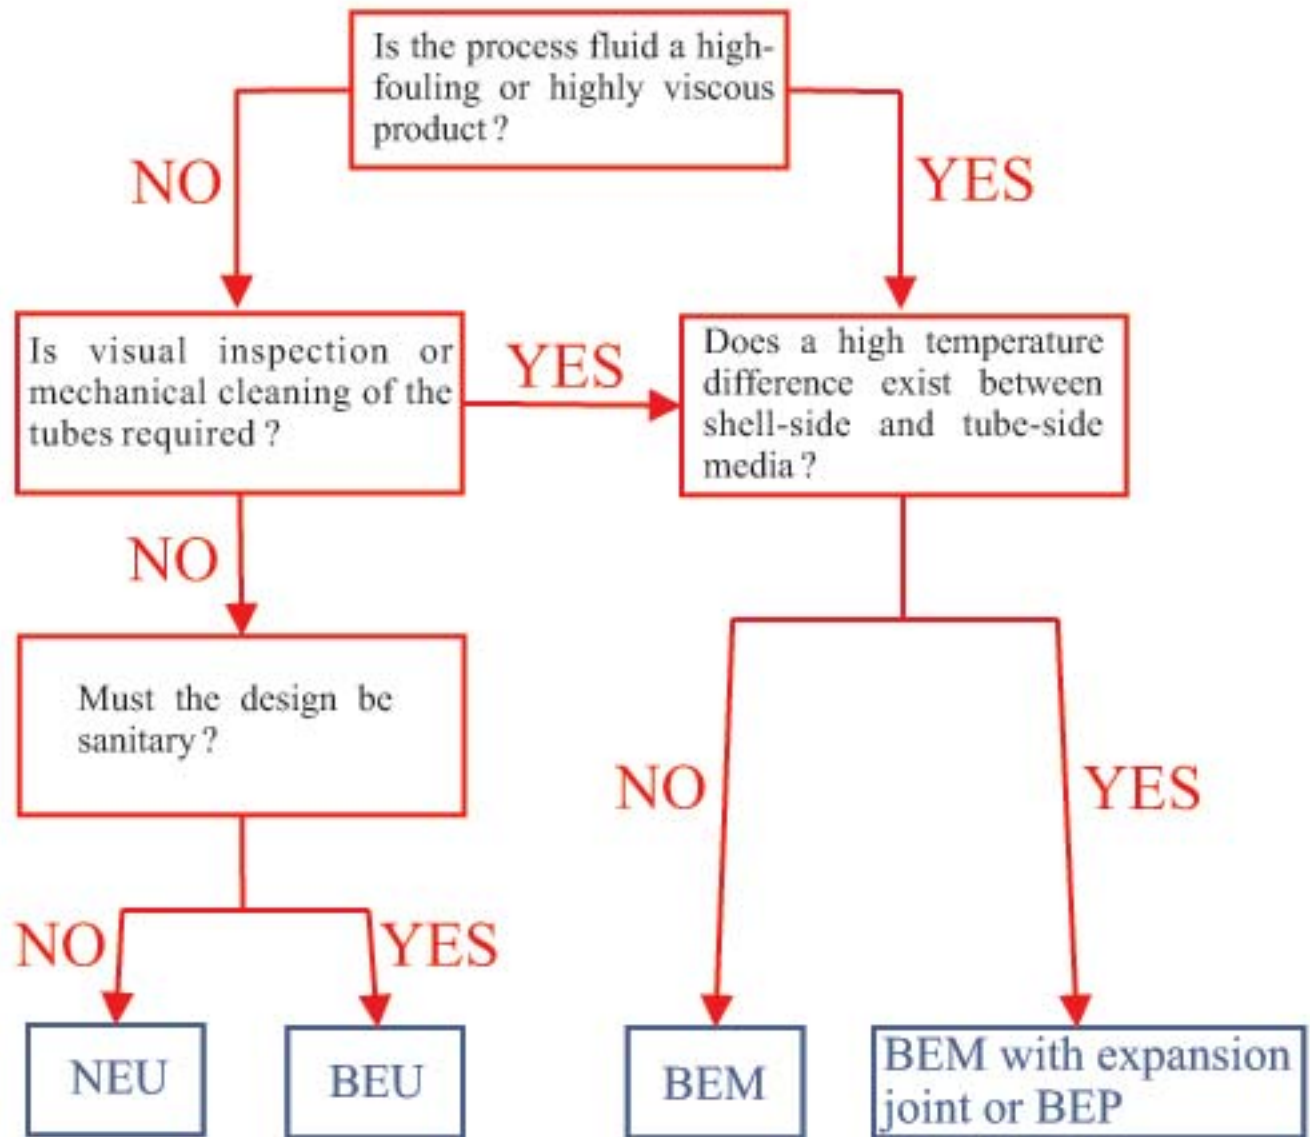 Is the process fluid a high-
fouling or highly viscous
product ?
NO
YES
Is visual inspection or
mechanical cleaning of the
tubes required ?
YES
Does a high temperature
difference exist between
shell-side and tube-side
media ?
NO
Must the design be
sanitary ?
NO
YES
NO
YES
NEU
BEU
BEM
BEM with expansion
joint or BEP